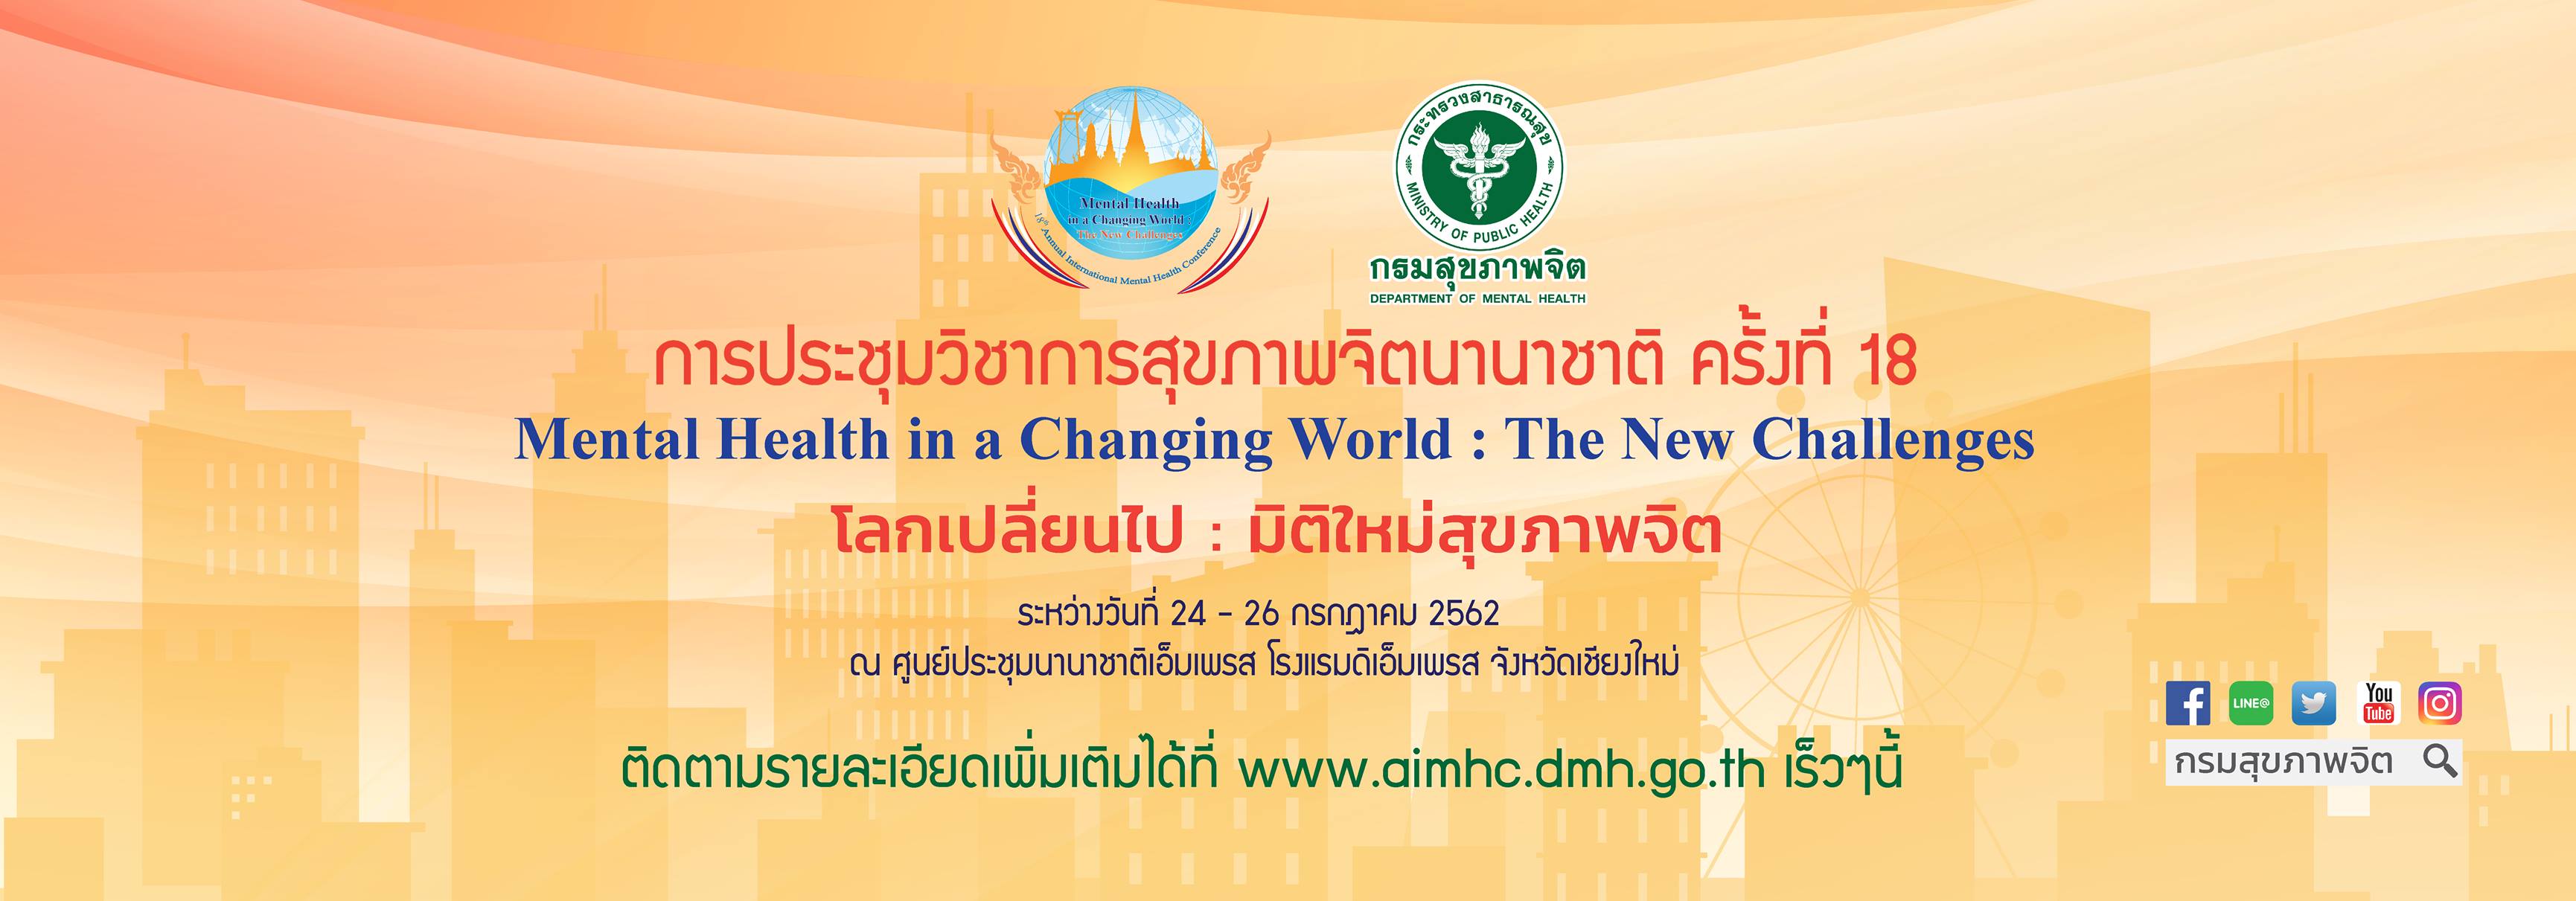 Mental Health
in a Changing World :
The New Challenges
18th Annual International Mental Health Conference
กระทรวงสาธารณสุข
MINISTRY OF PUBLIC HEALTH
กรมสุขภาพจิต
DEPARTMENT OF MENTAL HEALTH
การประชุมวิชาการสุขภาพจิตนานาชาติ ครั้งที่ 18
Mental Health in a Changing World : The New Challenges
โลกเปลี่ยนไป : มิติใหม่สุขภาพจิต
ระหว่างวันที่ 24 - 26 กรกฎาคม 2562
ณ ศูนย์ประชุมนานาชาติเอ็มเพรส โรงแรมดิเอ็มเพรส จังหวัดเชียงใหม่
ติดตามรายละเอียดเพิ่มเติมได้ที่ www.aimhc.dmh.go.th เร็วๆนี้
f LINE@ You Tube
กรมสุขภาพจิต